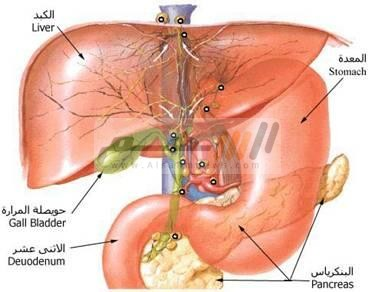 الكبد
Liver
المعدة
Stomach
حويصلة المرارة
Gall Bladder
الاثنى عشر
Deuodenum
البنكرياس
Pancreas